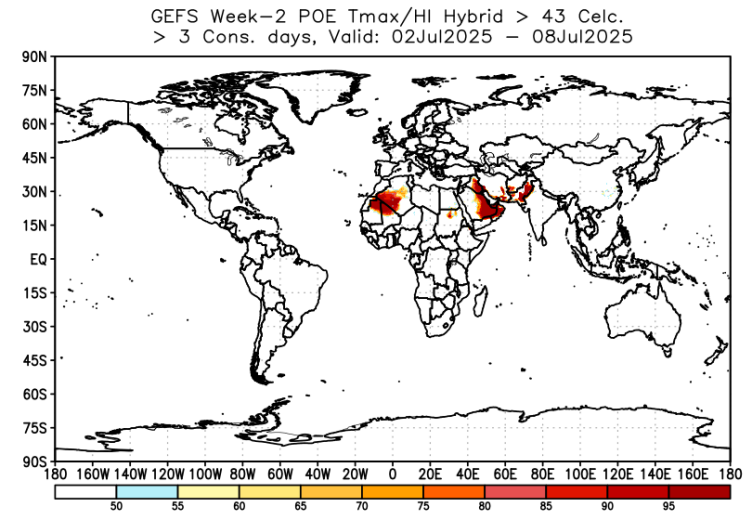 GEFS Week-2 POE Tmax/HI Hybrid > 43 Celc.
> 3 Cons. days, Valid: 02Jul2025 - 08Jul2025
90N
75N
60N
45N
30N
15N
EQ
15S
30S
45S
60S
75S
90S
180 160W 140W 120W 100W 80W 60W 40W 20W 0 20E 40E 60E 80E 100E 120E 140E 160E 180
50 55 60 65 70 75 80 85 90 95